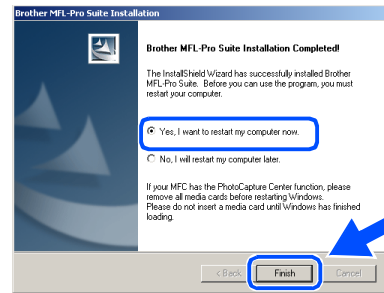 Brother MFL-Pro Suite Installation
Brother MFL-Pro Suite Installation Completed!
The InstallShield Wizard has successfully installed Brother
MFL-Pro Suite. Before you can use the program, you must
restart your computer.
Yes, I want to restart my computer now.
No, I will restart my computer later.
If your MFC has the PhotoCapture Center function, please
remove all media cards before restarting Windows.
Please do not insert a media card until Windows has finished
loading.
< Back
Finish
Cancel